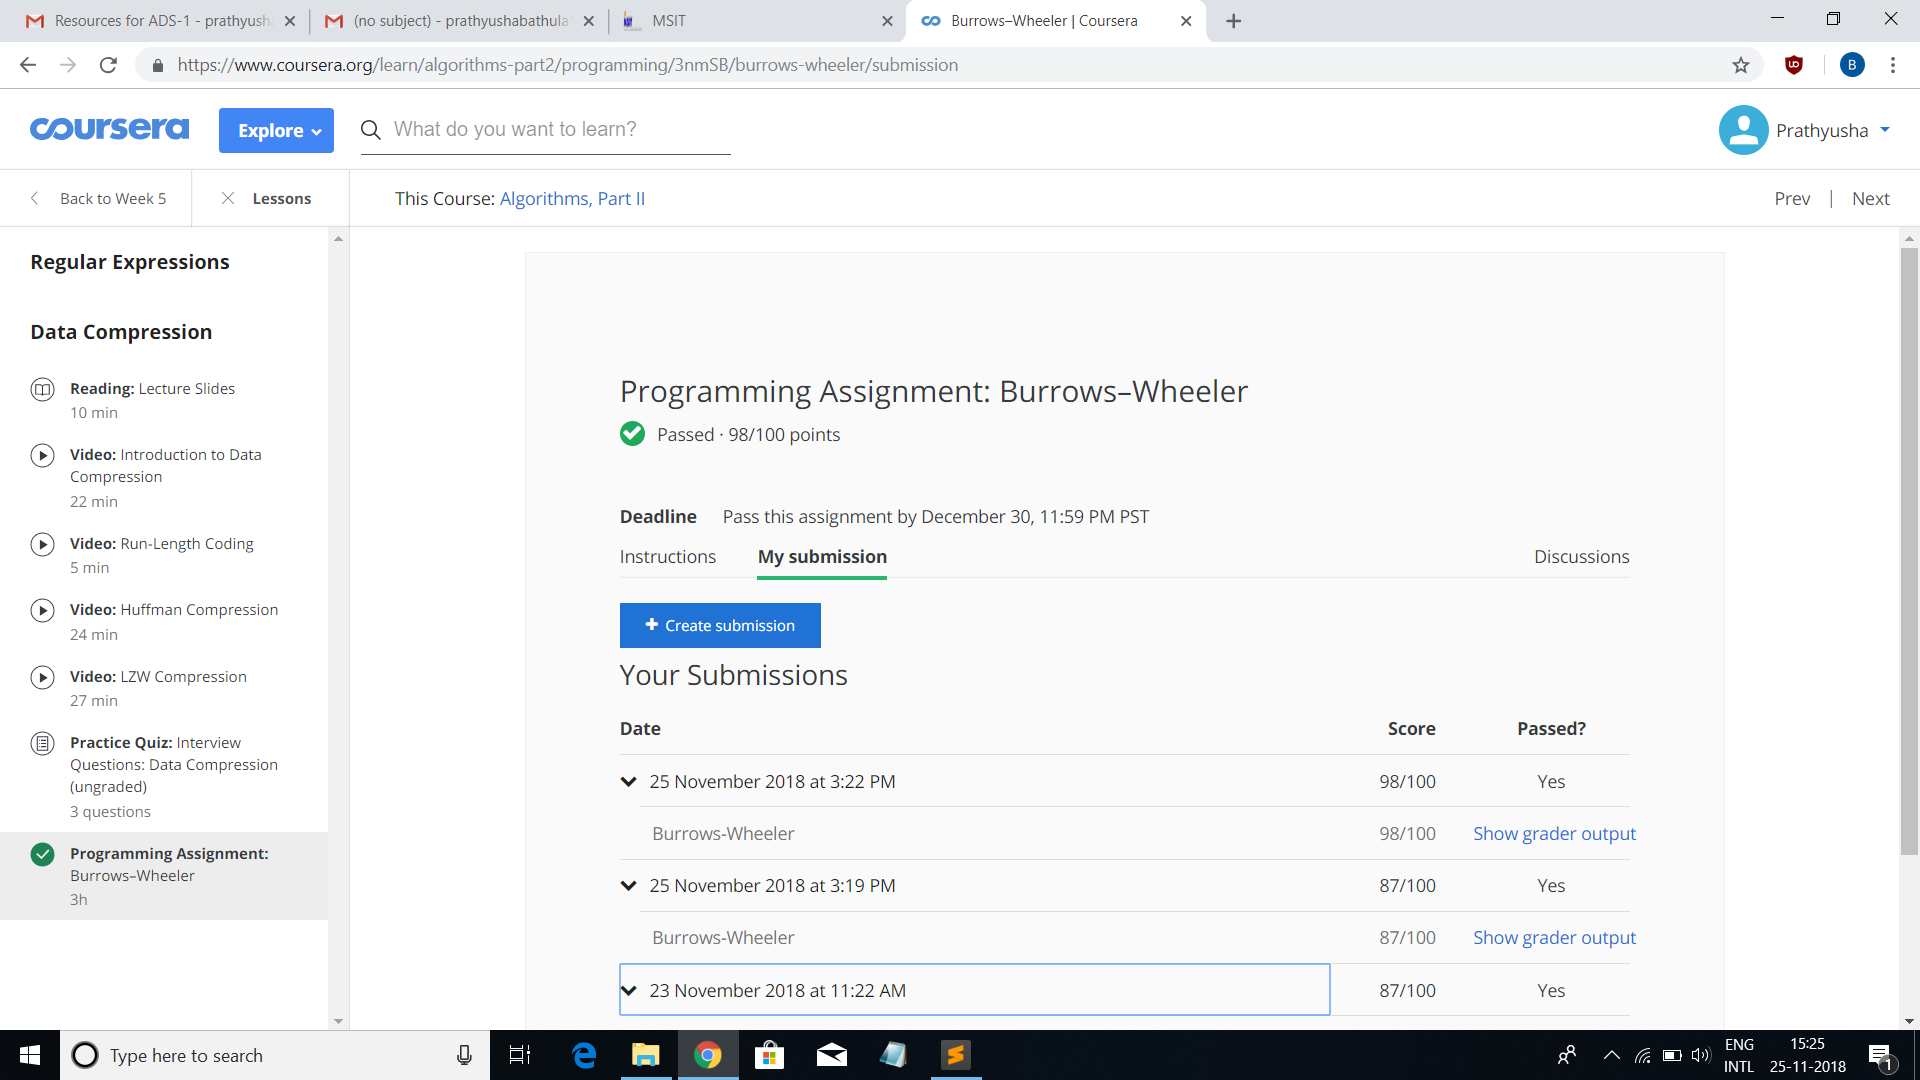 Resources for ADS-1 - prathyush
(no subject) - prathyushabathula
MSIT
Burrows–Wheeler | Coursera
https://www.coursera.org/learn/algorithms-part2/programming/3nmSB/burrows-wheeler/submission
B
coursera
Explore
What do you want to learn?
Prathyusha
Back to Week 5
Lessons
This Course: Algorithms, Part II
Prev | Next
Regular Expressions
Data Compression
Reading: Lecture Slides
10 min
Video: Introduction to Data
Compression
22 min
Video: Run-Length Coding
5 min
Video: Huffman Compression
24 min
Video: LZW Compression
27 min
Practice Quiz: Interview
Questions: Data Compression
(ungraded)
3 questions
Programming Assignment:
Burrows–Wheeler
3h
Programming Assignment: Burrows–Wheeler
Passed · 98/100 points
Deadline Pass this assignment by December 30, 11:59 PM PST
Instructions My submission Discussions
+ Create submission
Your Submissions
Date Score Passed?
25 November 2018 at 3:22 PM 98/100 Yes
Burrows-Wheeler 98/100 Show grader output
25 November 2018 at 3:19 PM 87/100 Yes
Burrows-Wheeler 87/100 Show grader output
23 November 2018 at 11:22 AM 87/100 Yes
Type here to search
ENG
INTL
15:25
25-11-2018
1